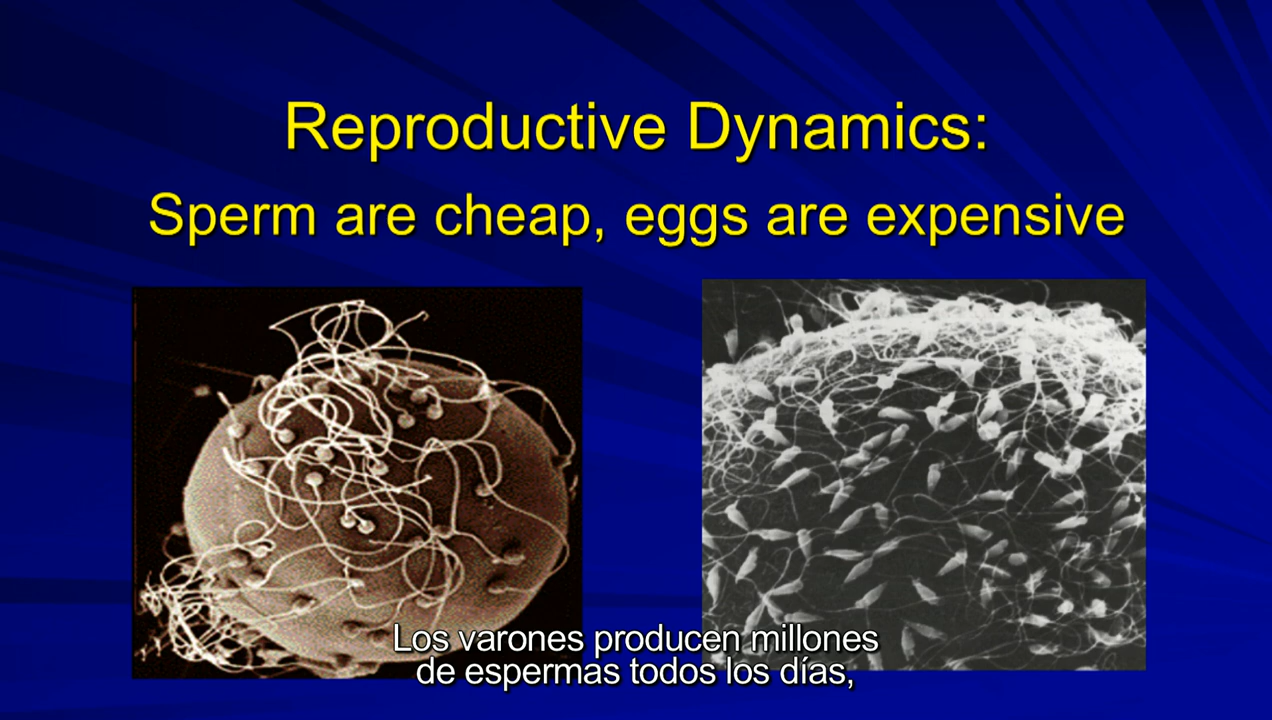 Reproductive Dynamics:
Sperm are cheap, eggs are expensive
Los varones producen millones
de espermas todos los días,